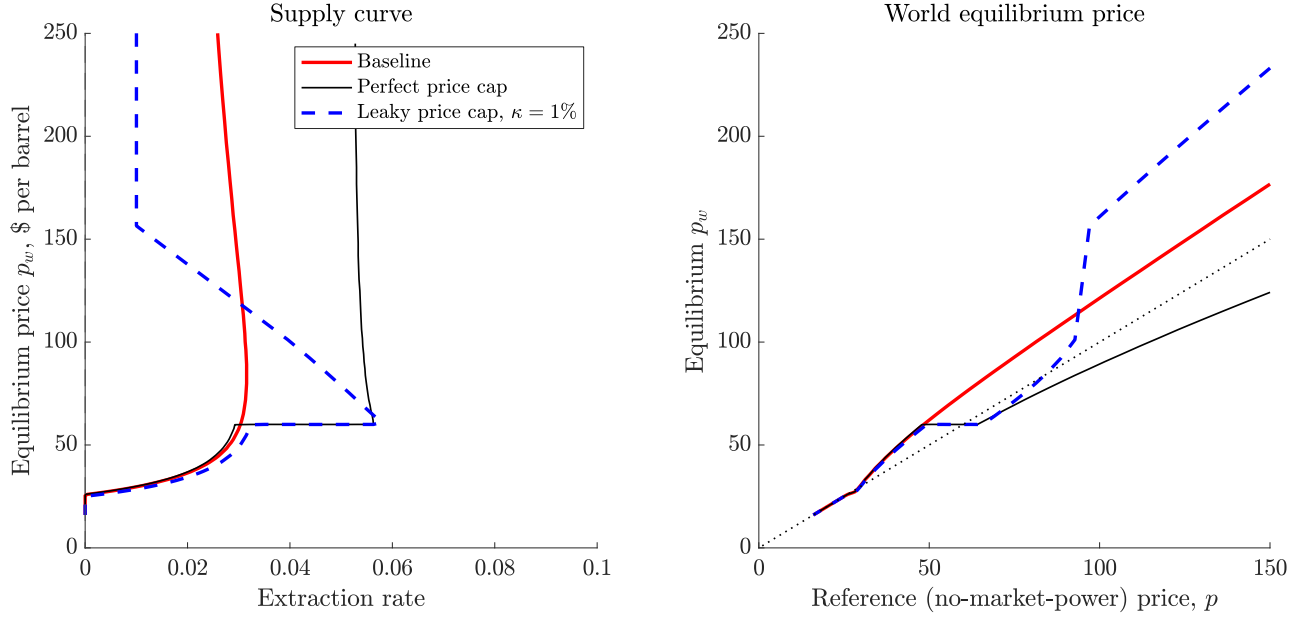 Supply curve
Equilibrium price p_w, $ per barrel
250
200
150
100
50
0
0
0.02
0.04
0.06
0.08
0.1
Extraction rate
Baseline
Perfect price cap
Leaky price cap, κ = 1%
World equilibrium price
Equilibrium p_w
250
200
150
100
50
0
0
50
100
150
Reference (no-market-power) price, p